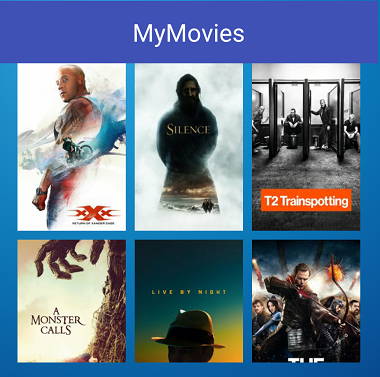 MyMovies
xXx
RETURN OF XANDER CAGE
SILENCE
T2 Trainspotting
A
MONSTER
CALLS
LIVE BY NIGHT
THE